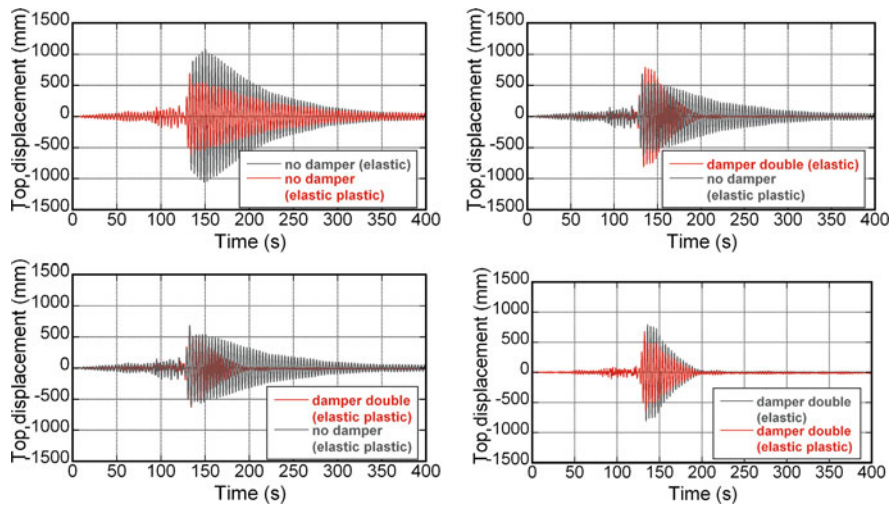 Top,displacement (mm)
1500
1000
500
0
-500
1000
1500
no damper (elastic)
no damper
(elastic plastic)
0 50 100 150 200 250 300 350 400
Time (s)
Top,displacement (mm)
1500
1000
500
0
-500
1000
1500
damper double (elastic)
no damper
(elastic plastic)
0 50 100 150 200 250 300 350 400
Time (s)
Top,displacement (mm)
1500
1000
500
0
-500
1000
1500
damper double
(elastic plastic)
no damper
(elastic plastic)
0 50 100 150 200 250 300 350 400
Time (s)
Top,displacement (mm)
1500
1000
500
0
-500
1000
1500
damper double
(elastic)
damper double
(elastic plastic)
0 50 100 150 200 250 300 350 400
Time (s)